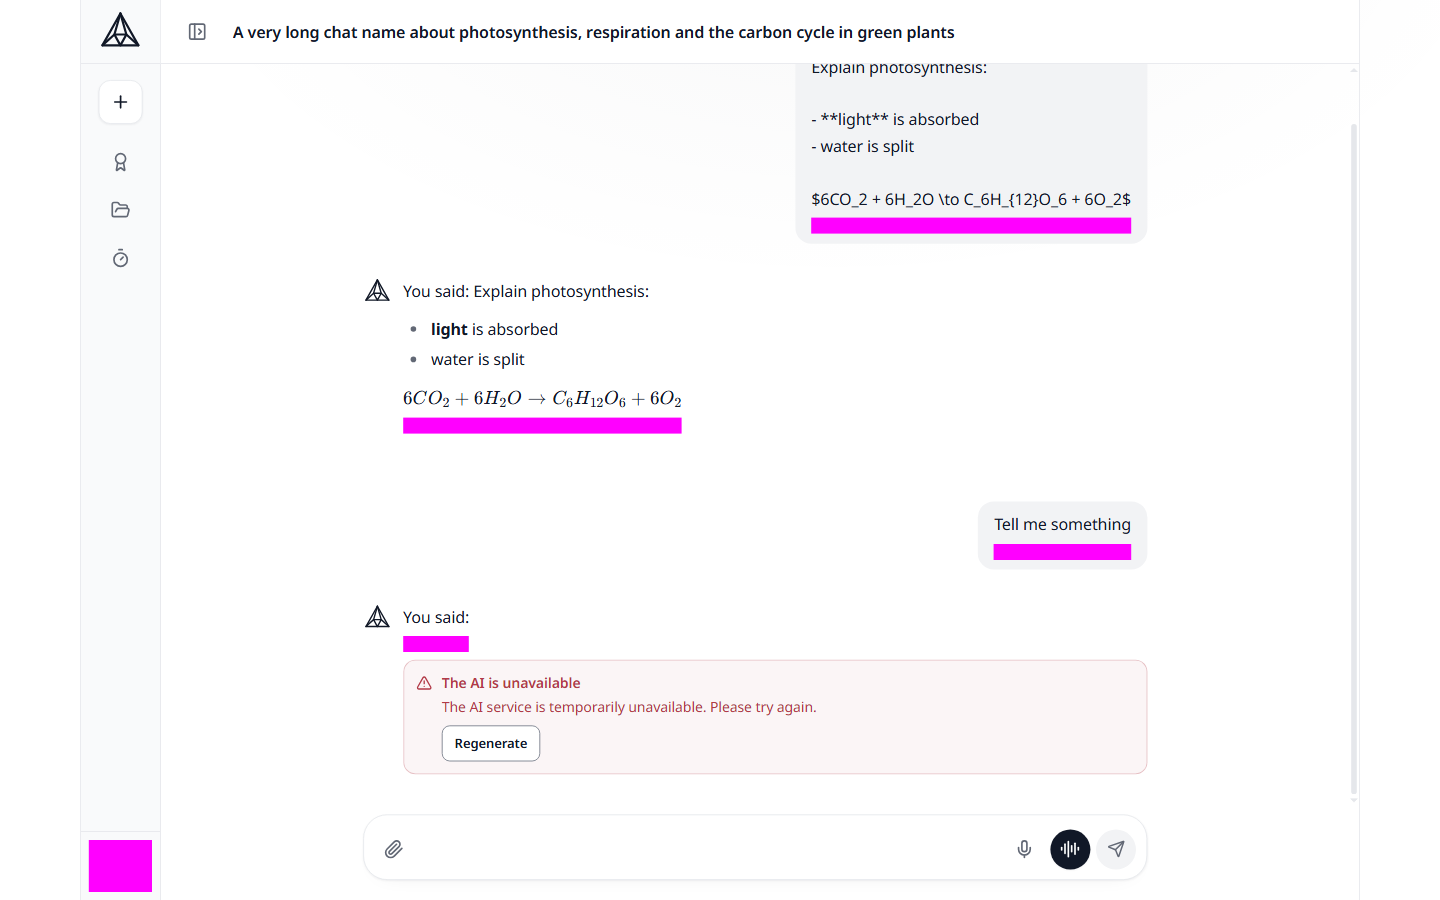 A very long chat name about photosynthesis, respiration and the carbon cycle in green plants
Explain photosynthesis:
- **light** is absorbed
- water is split
$6CO_2 + 6H_2O \to C_6H_{12}O_6 + 6O_2$
You said: Explain photosynthesis:
• light is absorbed
• water is split
6CO₂ + 6H₂O → C₆H₁₂O₆ + 6O₂
Tell me something
You said:
The AI is unavailable
The AI service is temporarily unavailable. Please try again.
Regenerate